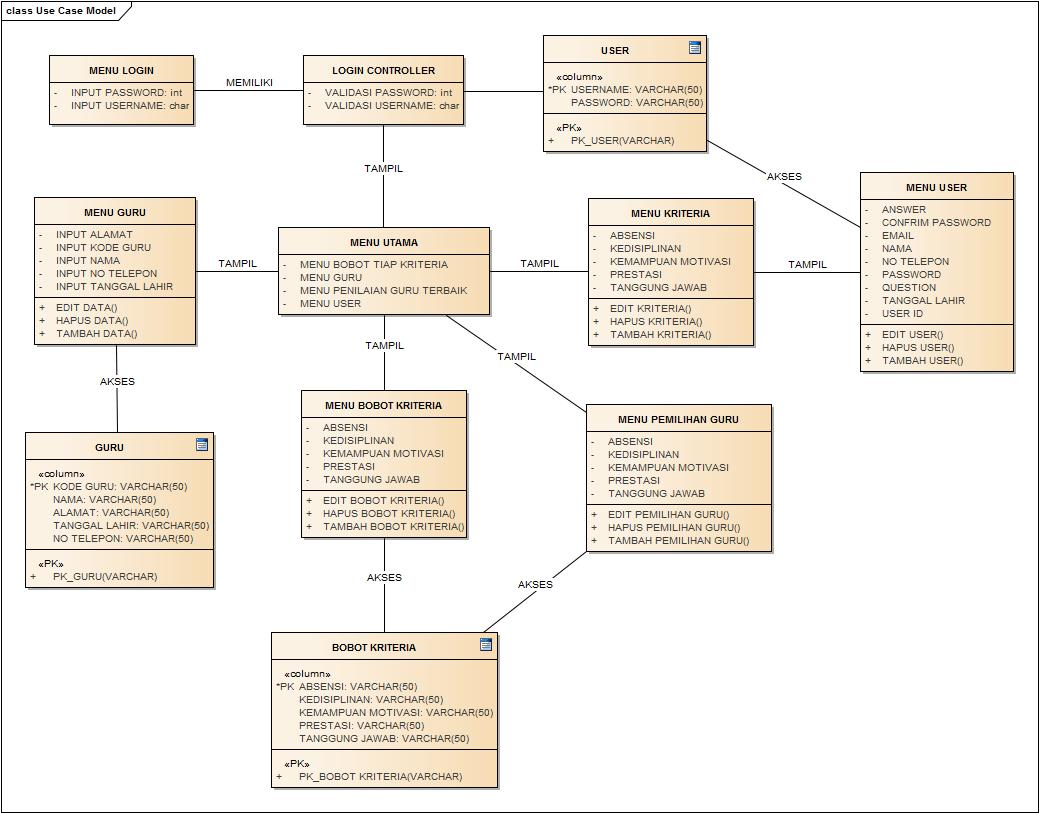 class Use Case Model
MENU LOGIN
- INPUT PASSWORD: int
- INPUT USERNAME: char
MEMILIKI
LOGIN CONTROLLER
- VALIDASI PASSWORD: int
- VALIDASI USERNAME: char
USER
«column»
*PK USERNAME: VARCHAR(50)
PASSWORD: VARCHAR(50)
«PK»
+ PK_USER(VARCHAR)
AKSES
TAMPIL
MENU USER
- ANSWER
- CONFRIM PASSWORD
- EMAIL
- NAMA
- NO TELEPON
- PASSWORD
- QUESTION
- TANGGAL LAHIR
- USER ID
+ EDIT USER()
+ HAPUS USER()
+ TAMBAH USER()
MENU GURU
- INPUT ALAMAT
- INPUT KODE GURU
- INPUT NAMA
- INPUT NO TELEPON
- INPUT TANGGAL LAHIR
+ EDIT DATA()
+ HAPUS DATA()
+ TAMBAH DATA()
TAMPIL
MENU UTAMA
- MENU BOBOT TIAP KRITERIA
- MENU GURU
- MENU PENILAIAN GURU TERBAIK
- MENU USER
TAMPIL
MENU KRITERIA
- ABSENSI
- KEDISIPLINAN
- KEMAMPUAN MOTIVASI
- PRESTASI
- TANGGUNG JAWAB
+ EDIT KRITERIA()
+ HAPUS KRITERIA()
+ TAMBAH KRITERIA()
TAMPIL
AKSES
TAMPIL
TAMPIL
GURU
«column»
*PK KODE GURU: VARCHAR(50)
NAMA: VARCHAR(50)
ALAMAT: VARCHAR(50)
TANGGAL LAHIR: VARCHAR(50)
NO TELEPON: VARCHAR(50)
«PK»
+ PK_GURU(VARCHAR)
MENU BOBOT KRITERIA
- ABSENSI
- KEDISIPLINAN
- KEMAMPUAN MOTIVASI
- PRESTASI
- TANGGUNG JAWAB
+ EDIT BOBOT KRITERIA()
+ HAPUS BOBOT KRITERIA()
+ TAMBAH BOBOT KRITERIA()
MENU PEMILIHAN GURU
- ABSENSI
- KEDISIPLINAN
- KEMAMPUAN MOTIVASI
- PRESTASI
- TANGGUNG JAWAB
+ EDIT PEMILIHAN GURU()
+ HAPUS PEMILIHAN GURU()
+ TAMBAH PEMILIHAN GURU()
AKSES
AKSES
BOBOT KRITERIA
«column»
*PK ABSENSI: VARCHAR(50)
KEDISIPLINAN: VARCHAR(50)
KEMAMPUAN MOTIVASI: VARCHAR(50)
PRESTASI: VARCHAR(50)
TANGGUNG JAWAB: VARCHAR(50)
«PK»
+ PK_BOBOT KRITERIA(VARCHAR)